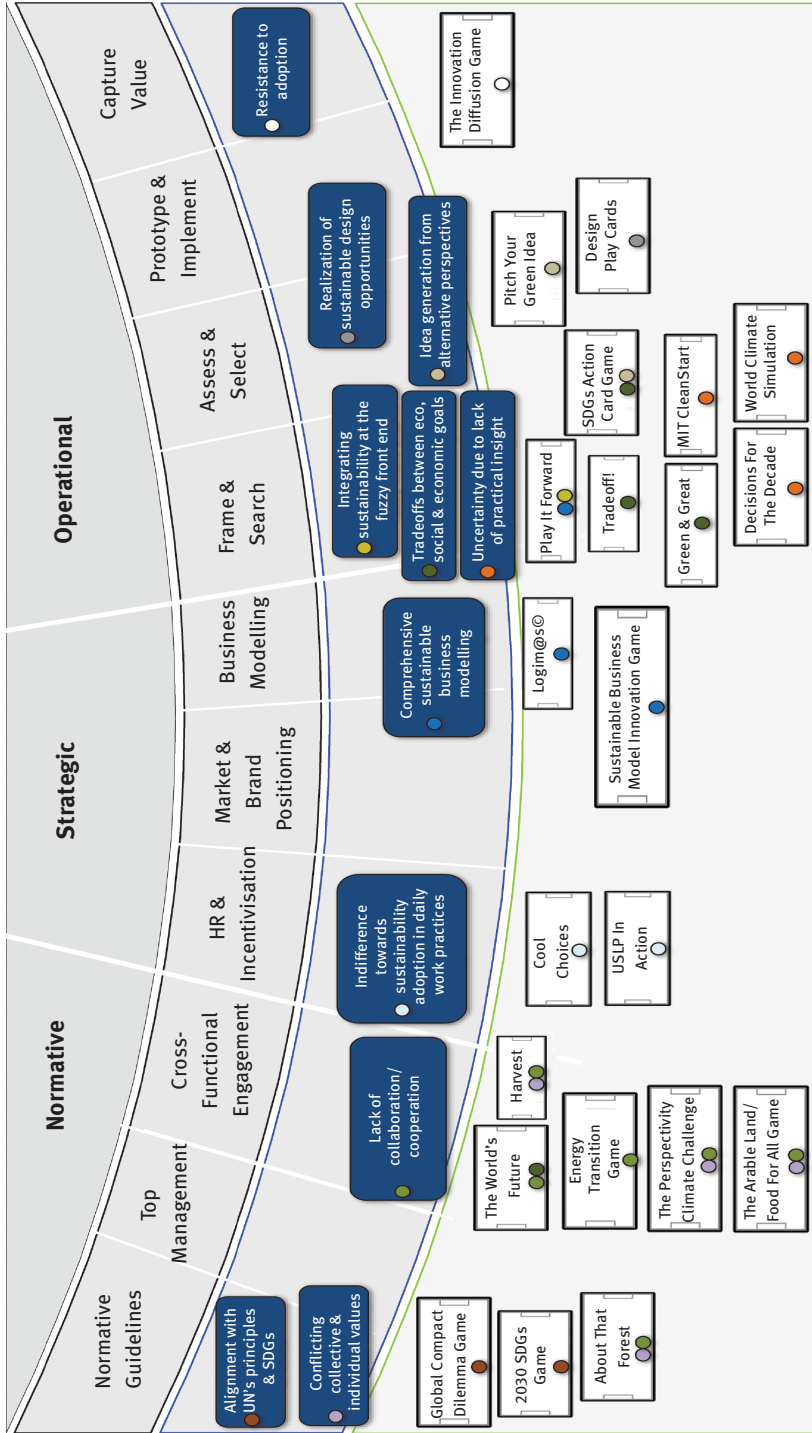 Normative
Strategic
Operational
Normative
Guidelines
Top
Management
Cross-
Functional
Engagement
HR &
Incentivisation
Market &
Brand
Positioning
Business
Modelling
Frame &
Search
Assess &
Select
Prototype &
Implement
Capture
Value
Alignment with
UN's principles
& SDGs
Conflicting
collective &
individual values
Lack of
collaboration/
cooperation
Indifference
towards
sustainability
adoption in daily
work practices
Comprehensive
sustainable
business
modelling
Integrating
sustainability at the
fuzzy front end
Tradeoffs between eco,
social & economic goals
Uncertainty due to lack
of practical insight
Realization of
sustainable design
opportunities
Idea generation from
alternative perspectives
Resistance to
adoption
Global Compact
Dilemma Game
2030 SDGs
Game
About That
Forest
The World's
Future
Harvest
Energy
Transition
Game
The Perspectivity
Climate Challenge
The Arable Land/
Food For All Game
Cool
Choices
USLP In
Action
Logim@s©
Sustainable Business
Model Innovation Game
Play It Forward
Tradeoff!
Green & Great
Decisions For
The Decade
SDGs Action
Card Game
MIT CleanStart
World Climate
Simulation
Pitch Your
Green Idea
Design
Play Cards
The Innovation
Diffusion Game